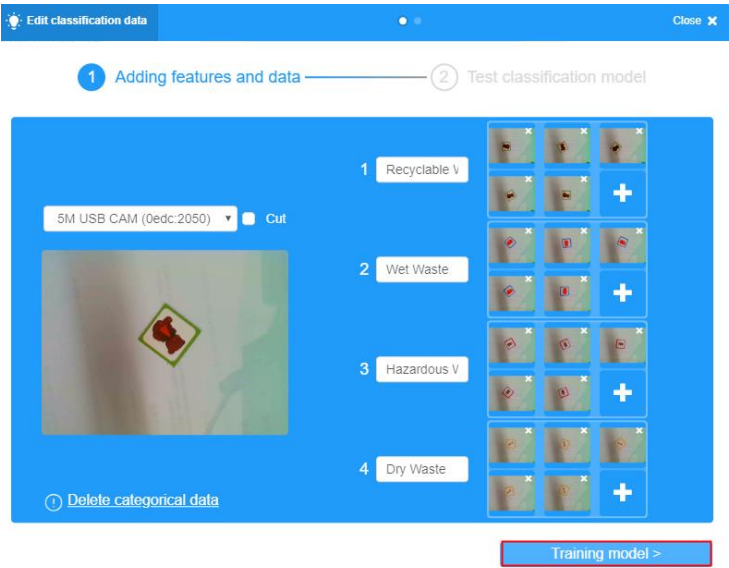 Edit classification data
Close ✖
1 Adding features and data
2 Test classification model
5M USB CAM (0edc:2050)
Cut
1 Recyclable
2 Wet Waste
3 Hazardous
4 Dry Waste
Delete categorical data
Training model >